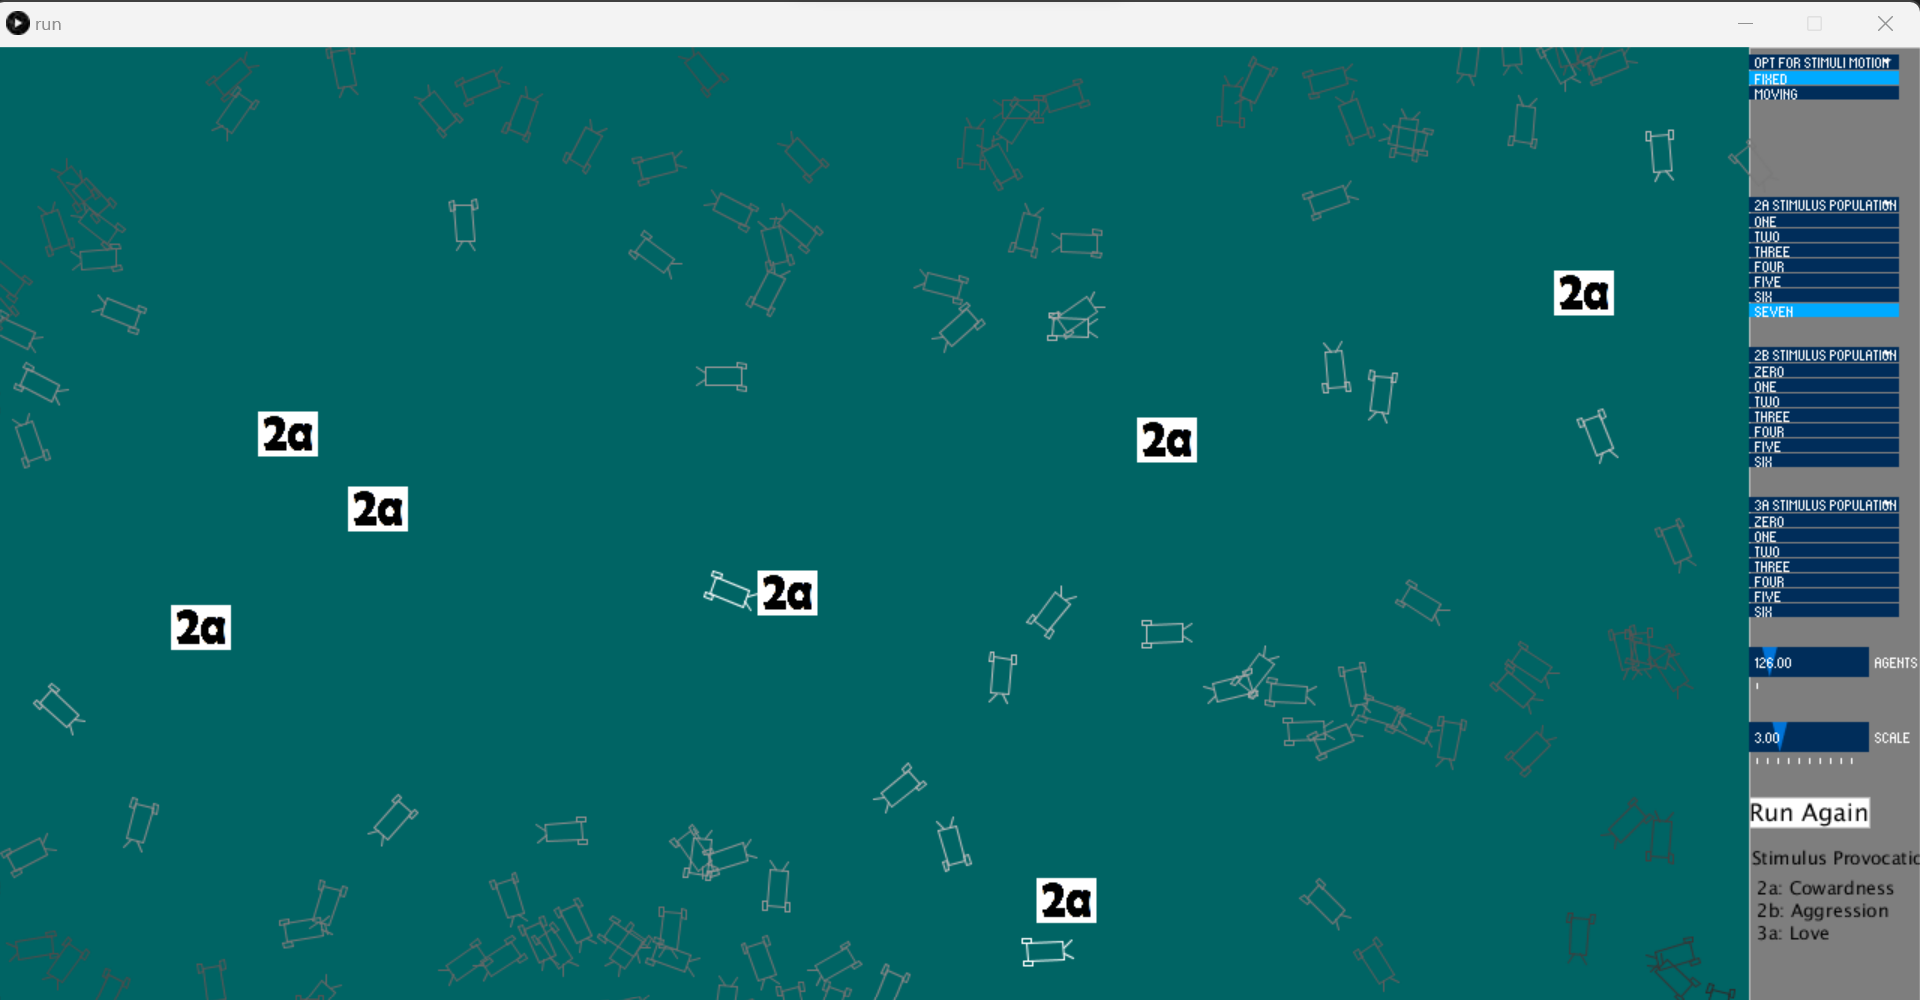 run
OPT FOR STIMULI MOTION
FIXED
MOVING
2A STIMULUS POPULATION
ONE
TWO
THREE
FOUR
FIVE
SIX
SEVEN
2a
2B STIMULUS POPULATION
ZERO
ONE
TWO
THREE
FOUR
FIVE
SIX
2a
2a
2a
3A STIMULUS POPULATION
ZERO
ONE
TWO
THREE
FOUR
FIVE
SIX
2a
2a
126.00 AGENTS
3.00 SCALE
Run Again
Stimulus Provocatio
2a: Cowardness
2a
2b: Aggression
3a: Love